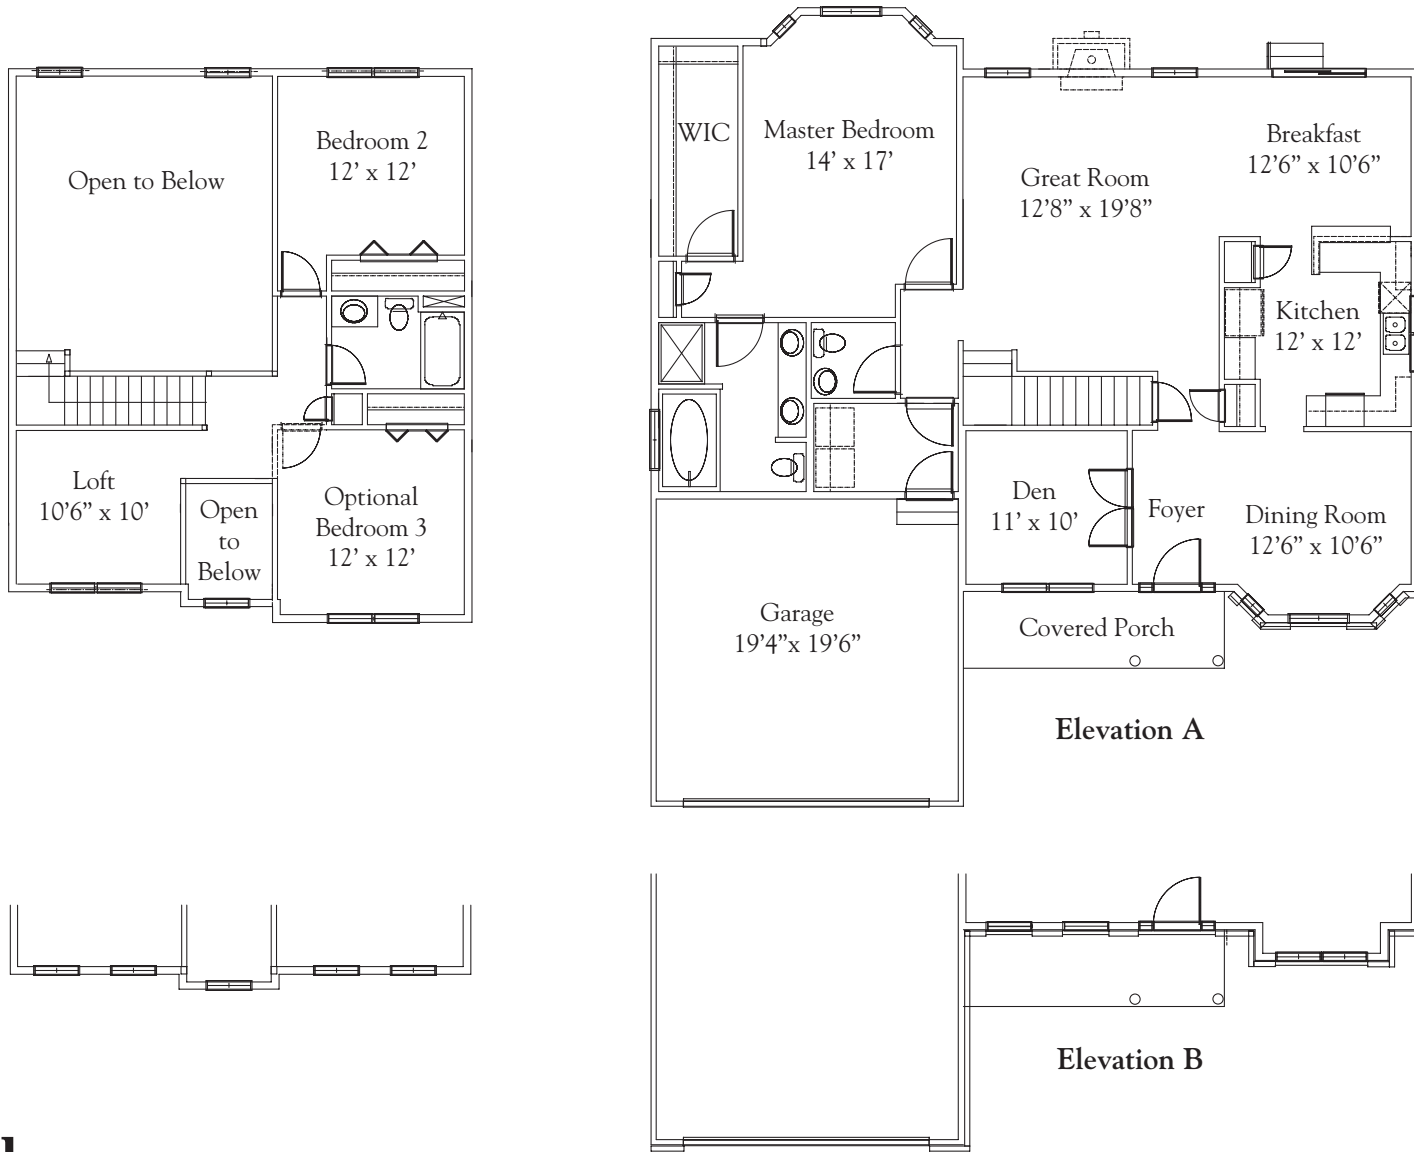 Bedroom 2
12’ x 12’
Open to Below
Loft
10’6” x 10’
Open
to
Below
Optional
Bedroom 3
12’ x 12’
WIC
Master Bedroom
14’ x 17’
Great Room
12’8” x 19’8”
Breakfast
12’6” x 10’6”
Kitchen
12’ x 12’
Den
11’ x 10’
Foyer
Dining Room
12’6” x 10’6”
Garage
19’4”x 19’6”
Covered Porch
Elevation A
Elevation B